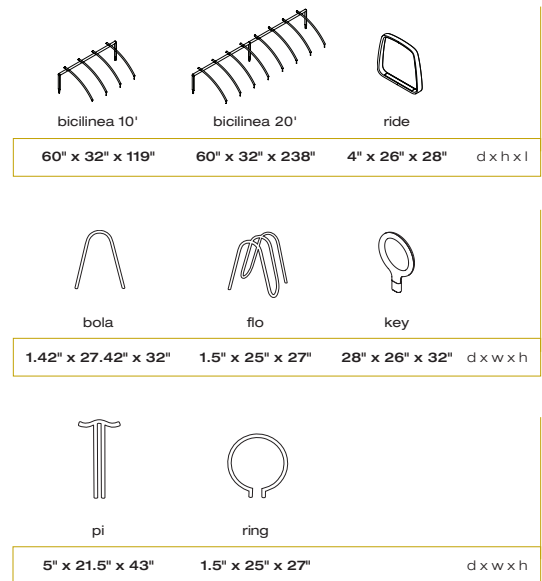 bicilinea 10' bicilinea 20' ride
60" x 32" x 119" 60" x 32" x 238" 4" x 26" x 28" d x h x l
bola flo key
1.42" x 27.42" x 32" 1.5" x 25" x 27" 28" x 26" x 32" d x w x h
pi ring
5" x 21.5" x 43" 1.5" x 25" x 27" d x w x h